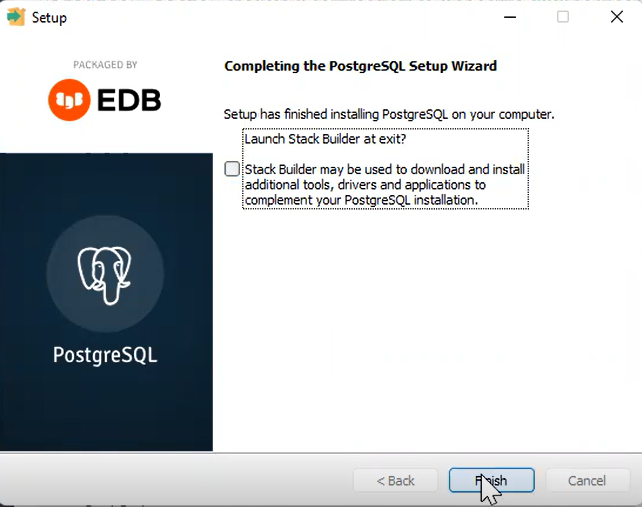 Setup
PACKAGED BY
EDB
PostgreSQL
Completing the PostgreSQL Setup Wizard
Setup has finished installing PostgreSQL on your computer.
Launch Stack Builder at exit?
Stack Builder may be used to download and install
additional tools, drivers and applications to
complement your PostgreSQL installation.
< Back
Finish
Cancel